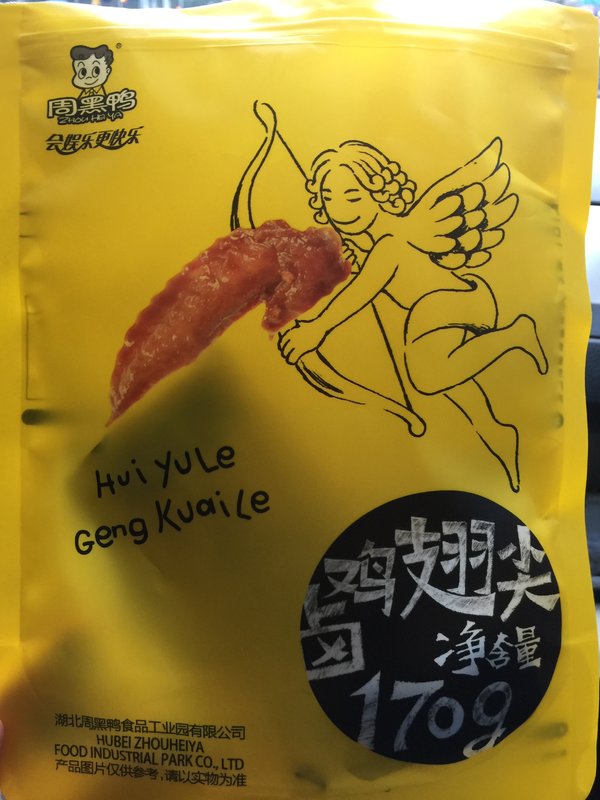 周黑鸭®
ZHOU HEI YA
会娱乐更快乐
Hui YuLe
Geng KuaiLe
卤鸡翅尖
净含量
170g
湖北周黑鸭食品工业园有限公司
HUBEI ZHOUHEIYA
FOOD INDUSTRIAL PARK CO., LTD
产品图片仅供参考,请以实物为准